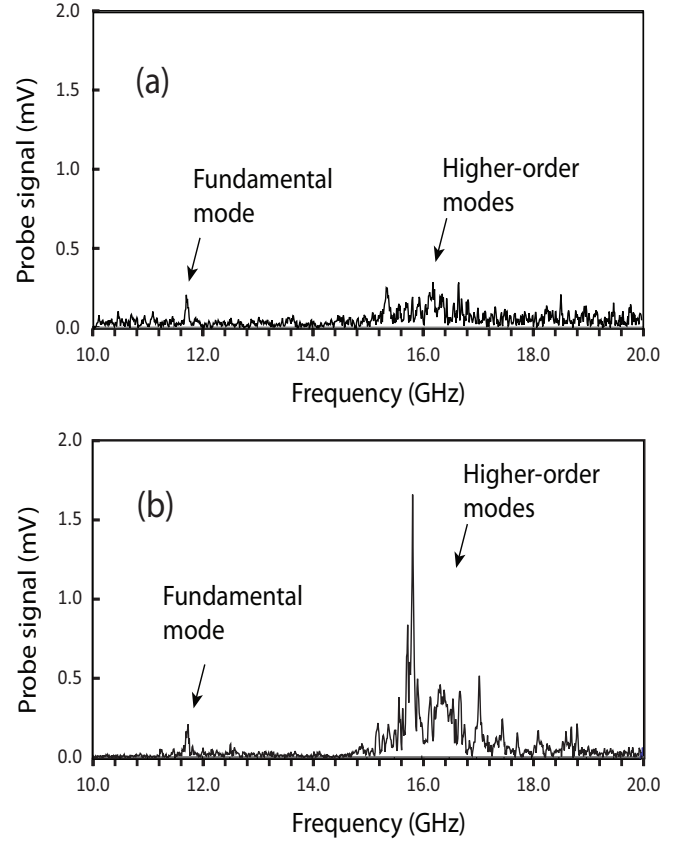 2.0
(a)
1.5
Probe signal (mV)
1.0
Fundamental
mode
Higher-order
modes
0.5
0.0
10.0 12.0 14.0 16.0 18.0 20.0
Frequency (GHz)
2.0
(b)
Higher-order
modes
1.5
Probe signal (mV)
1.0
Fundamental
mode
0.5
0.0
10.0 12.0 14.0 16.0 18.0 20.0
Frequency (GHz)